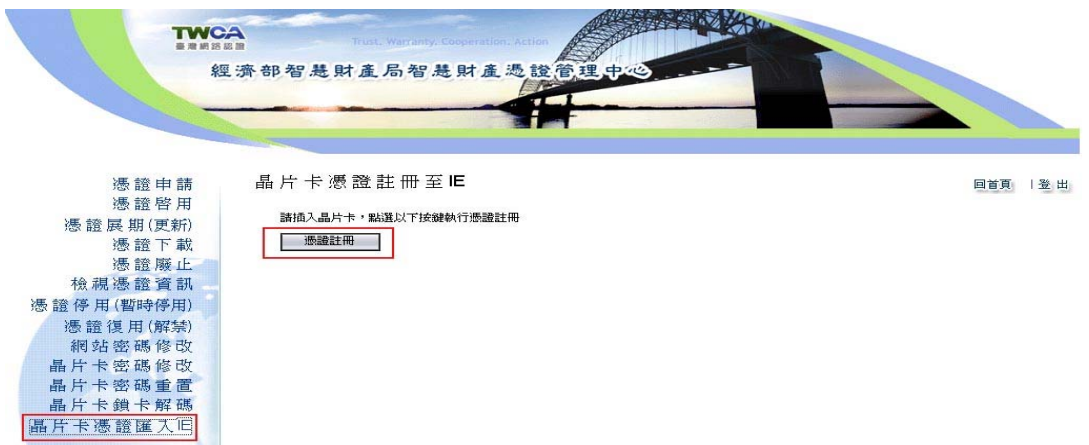 TWCA
臺灣網路認證
Trust, Warranty, Cooperation, Action
經濟部智慧財產局智慧財產憑證管理中心
憑證申請
憑證啓用
憑證展期(更新)
憑證下載
憑證廢止
檢視憑證資訊
憑證停用(暫時停用)
憑證復用(解禁)
網站密碼修改
晶片卡密碼修改
晶片卡密碼重置
晶片卡鎖卡解碼
晶片卡憑證匯入IE
晶片卡憑證註冊至IE
回首頁 | 登出
請插入晶片卡，點選以下按鍵執行憑證註冊
憑證註冊